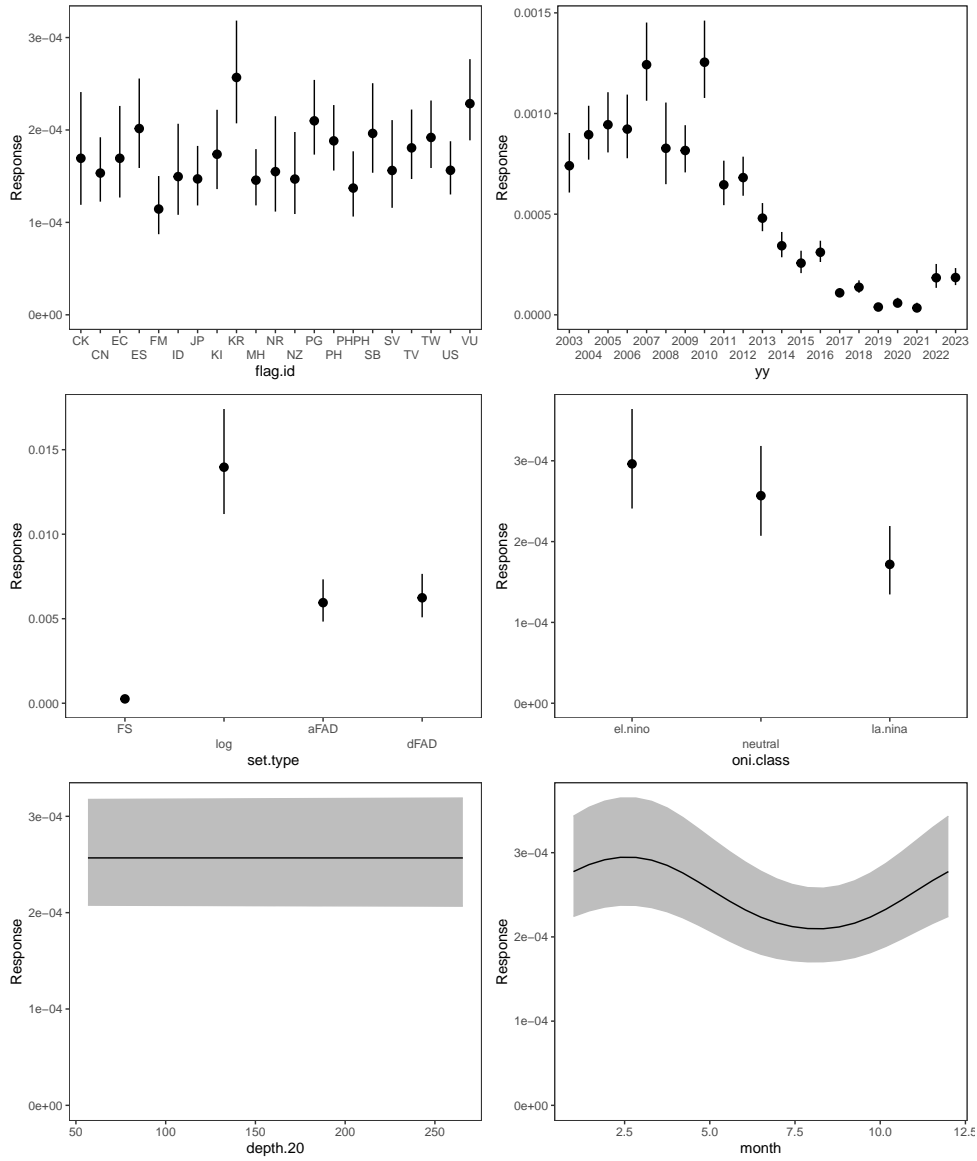 3e−04
2e−04
1e−04
0e+00
Response
CK EC FM JP KR NR PG PHPH SV TW VU
CN ES ID KI MH NZ PH SB TV US
flag.id
0.0015
0.0010
0.0005
0.0000
Response
2003 2005 2007 2009 2011 2013 2015 2017 2019 2021 2023
2004 2006 2008 2010 2012 2014 2016 2018 2020 2022
yy
0.015
0.010
0.005
0.000
Response
FS aFAD
log dFAD
set.type
3e−04
2e−04
1e−04
0e+00
Response
el.nino la.nina
neutral
oni.class
3e−04
2e−04
1e−04
0e+00
Response
50 100 150 200 250
depth.20
3e−04
2e−04
1e−04
0e+00
Response
2.5 5.0 7.5 10.0 12.5
month